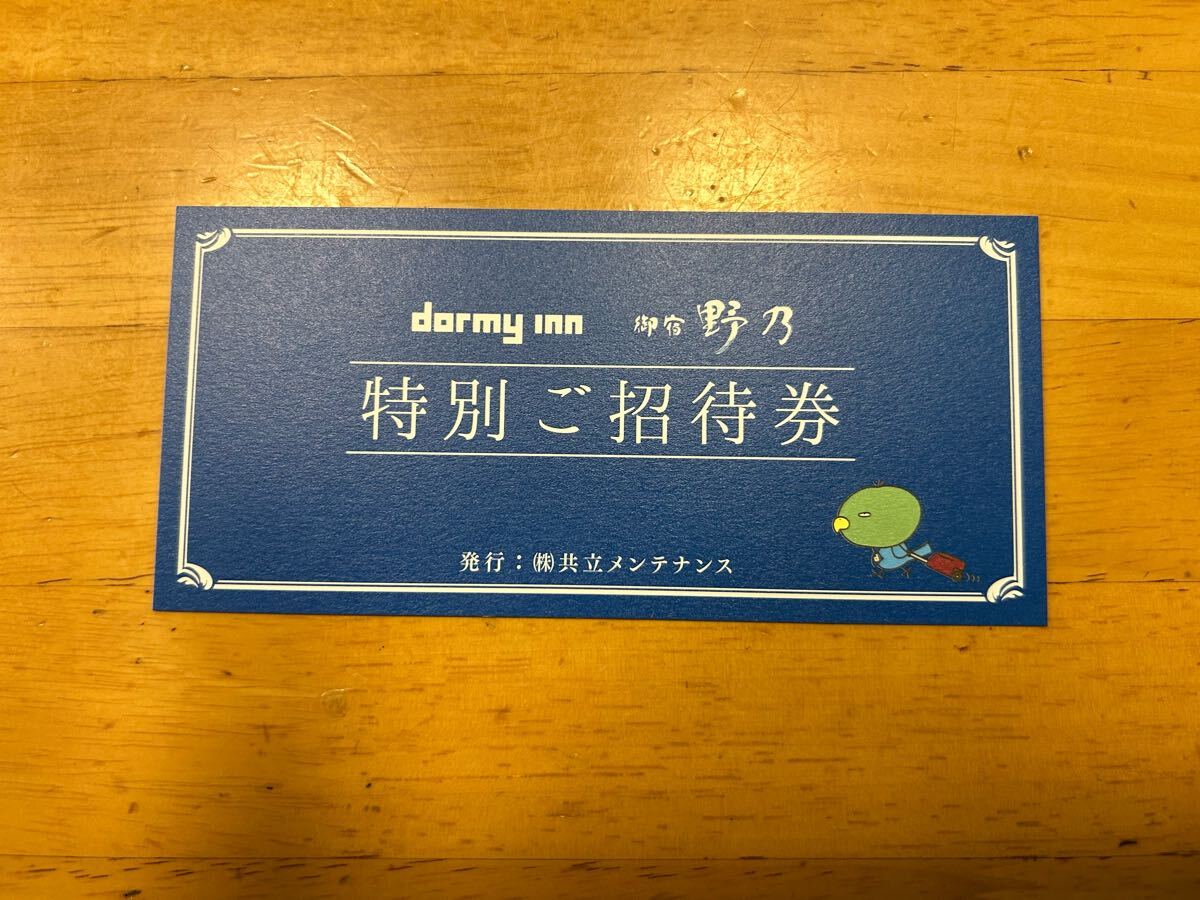 dormy inn 御宿 野乃
特別ご招待券
発行：㈱共立メンテナンス